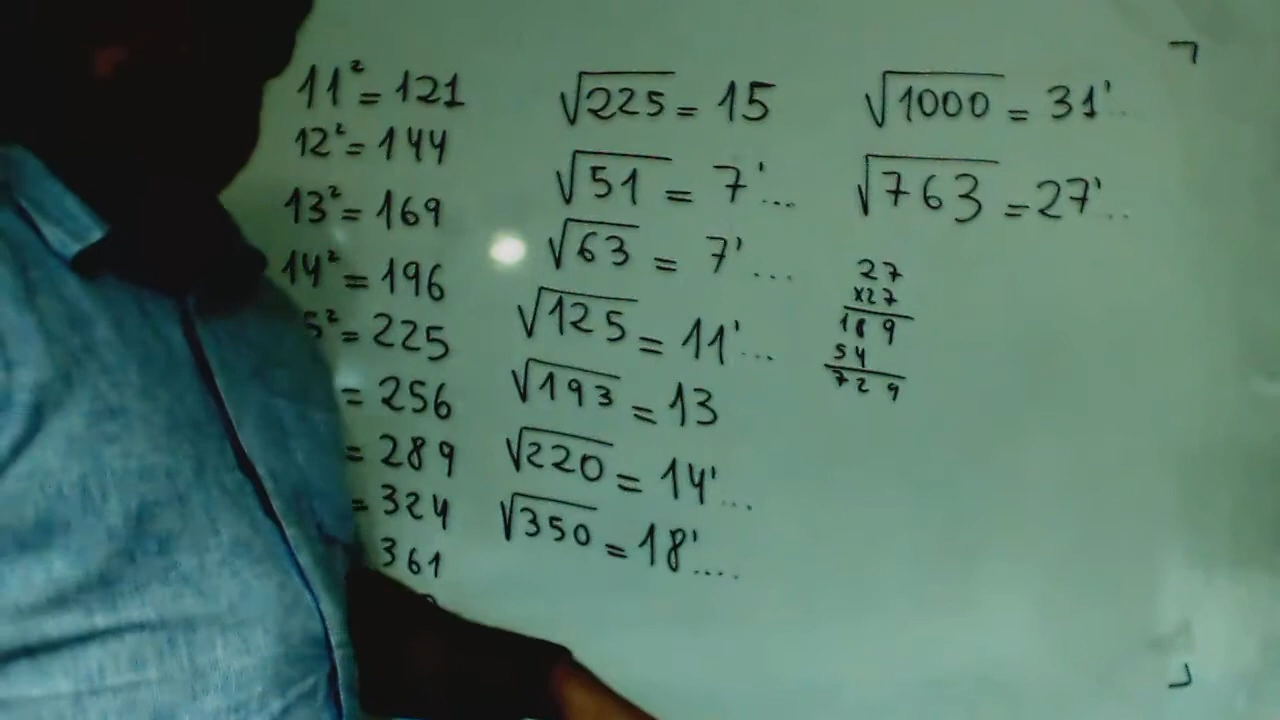 11² = 121
12² = 144
13² = 169
14² = 196
5² = 225
= 256
= 289
= 324
361
√225 = 15
√51 = 7'...
√63 = 7'...
√125 = 11'...
√193 = 13
√220 = 14'...
√350 = 18'....
√1000 = 31'...
√763 = 27'...
27
x27
189
54
729